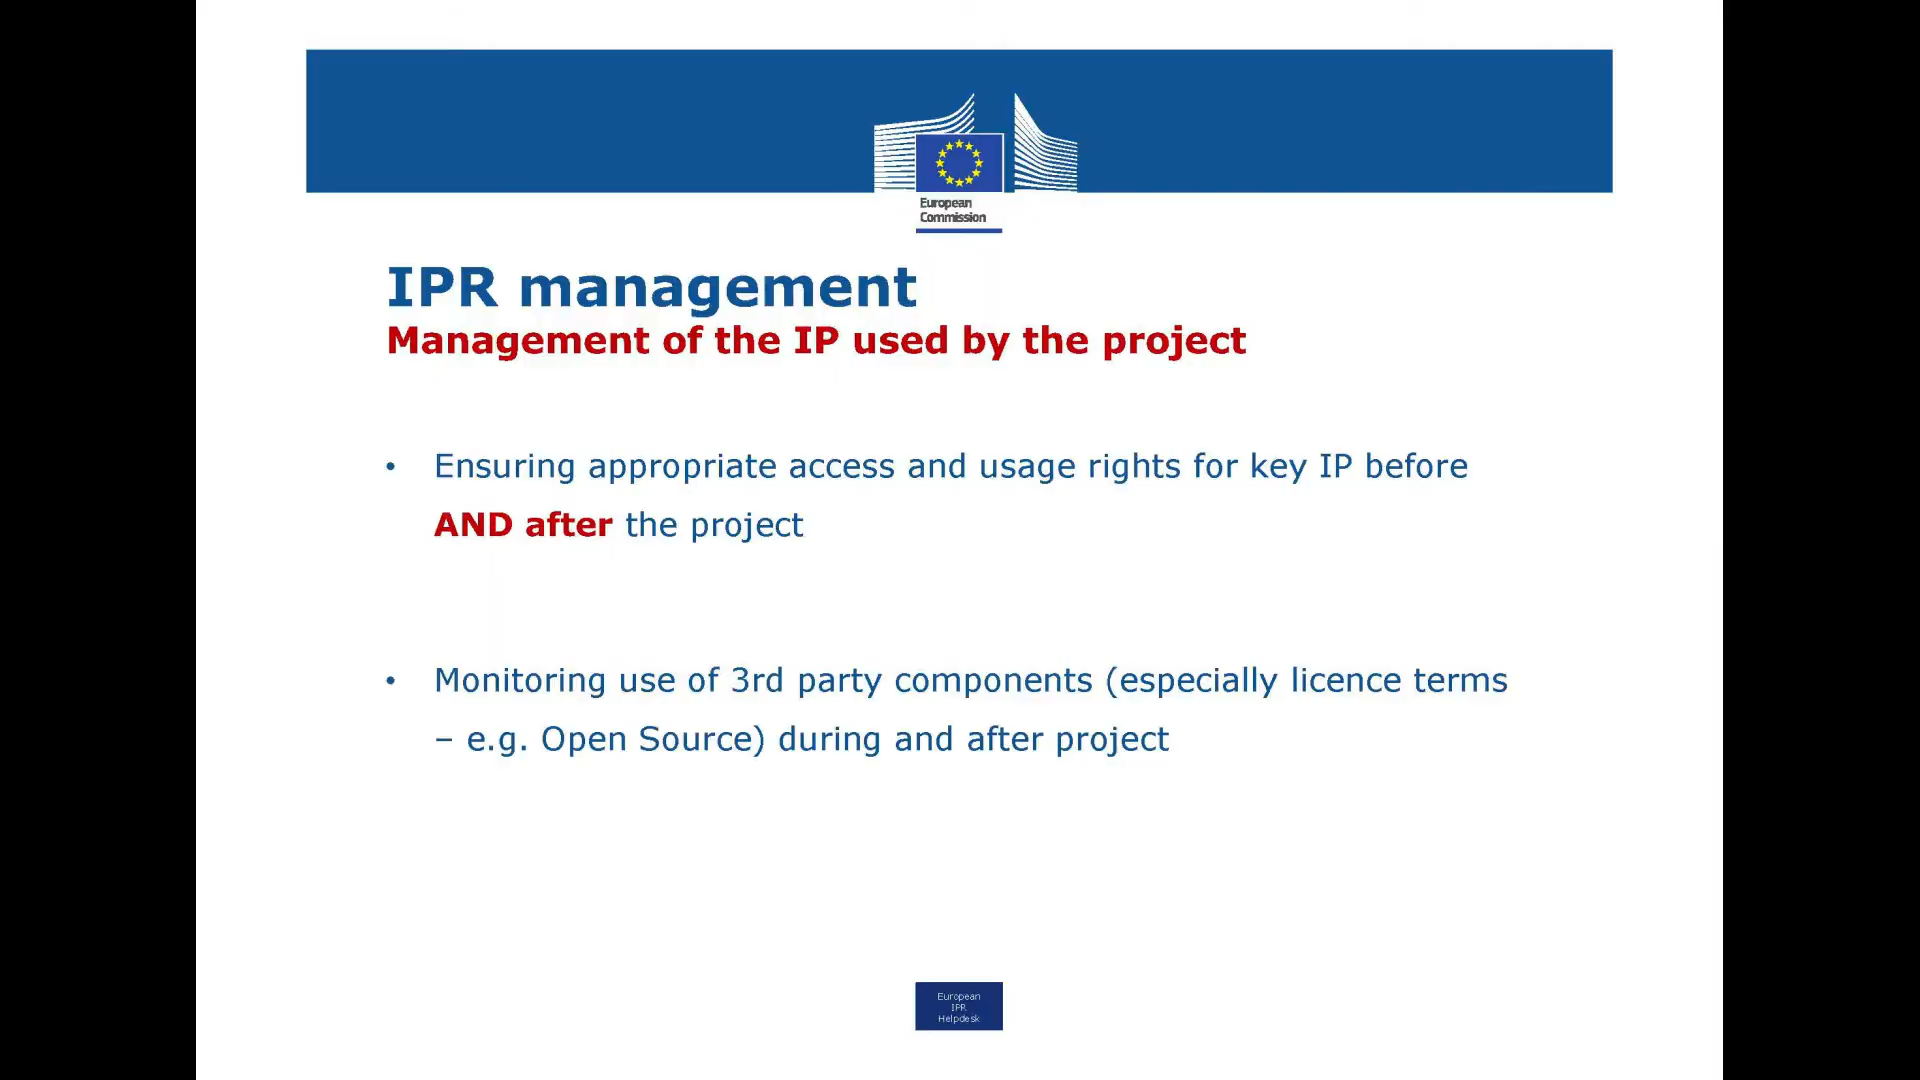 European
Commission
IPR management
Management of the IP used by the project
• Ensuring appropriate access and usage rights for key IP before
AND after the project
• Monitoring use of 3rd party components (especially licence terms
– e.g. Open Source) during and after project
European
IPR
Helpdesk